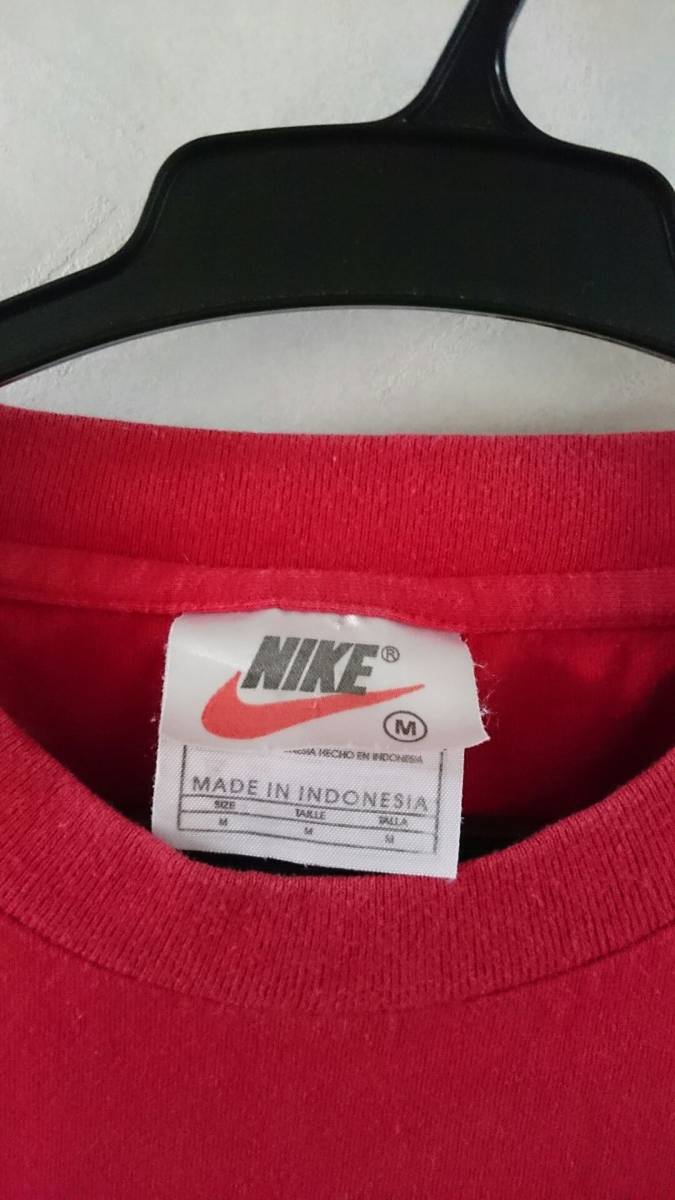 NIKE®
M
HECHO EN INDONESIA
MADE IN INDONESIA
SIZE TAILLE TALLA
M M M